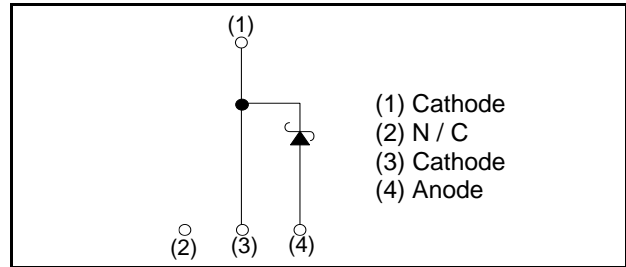 (1)
(1) Cathode
(2) N / C
(3) Cathode
(4) Anode
(2) (3) (4)